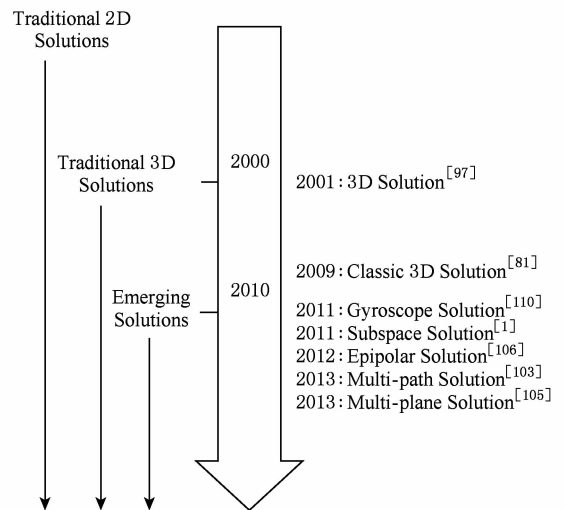 Traditional 2D
Solutions
Traditional 3D
Solutions
2000
2001: 3D Solution[97]
2009: Classic 3D Solution[81]
Emerging
Solutions
2010
2011: Gyroscope Solution[110]
2011: Subspace Solution[1]
2012: Epipolar Solution[106]
2013: Multi-path Solution[103]
2013: Multi-plane Solution[105]